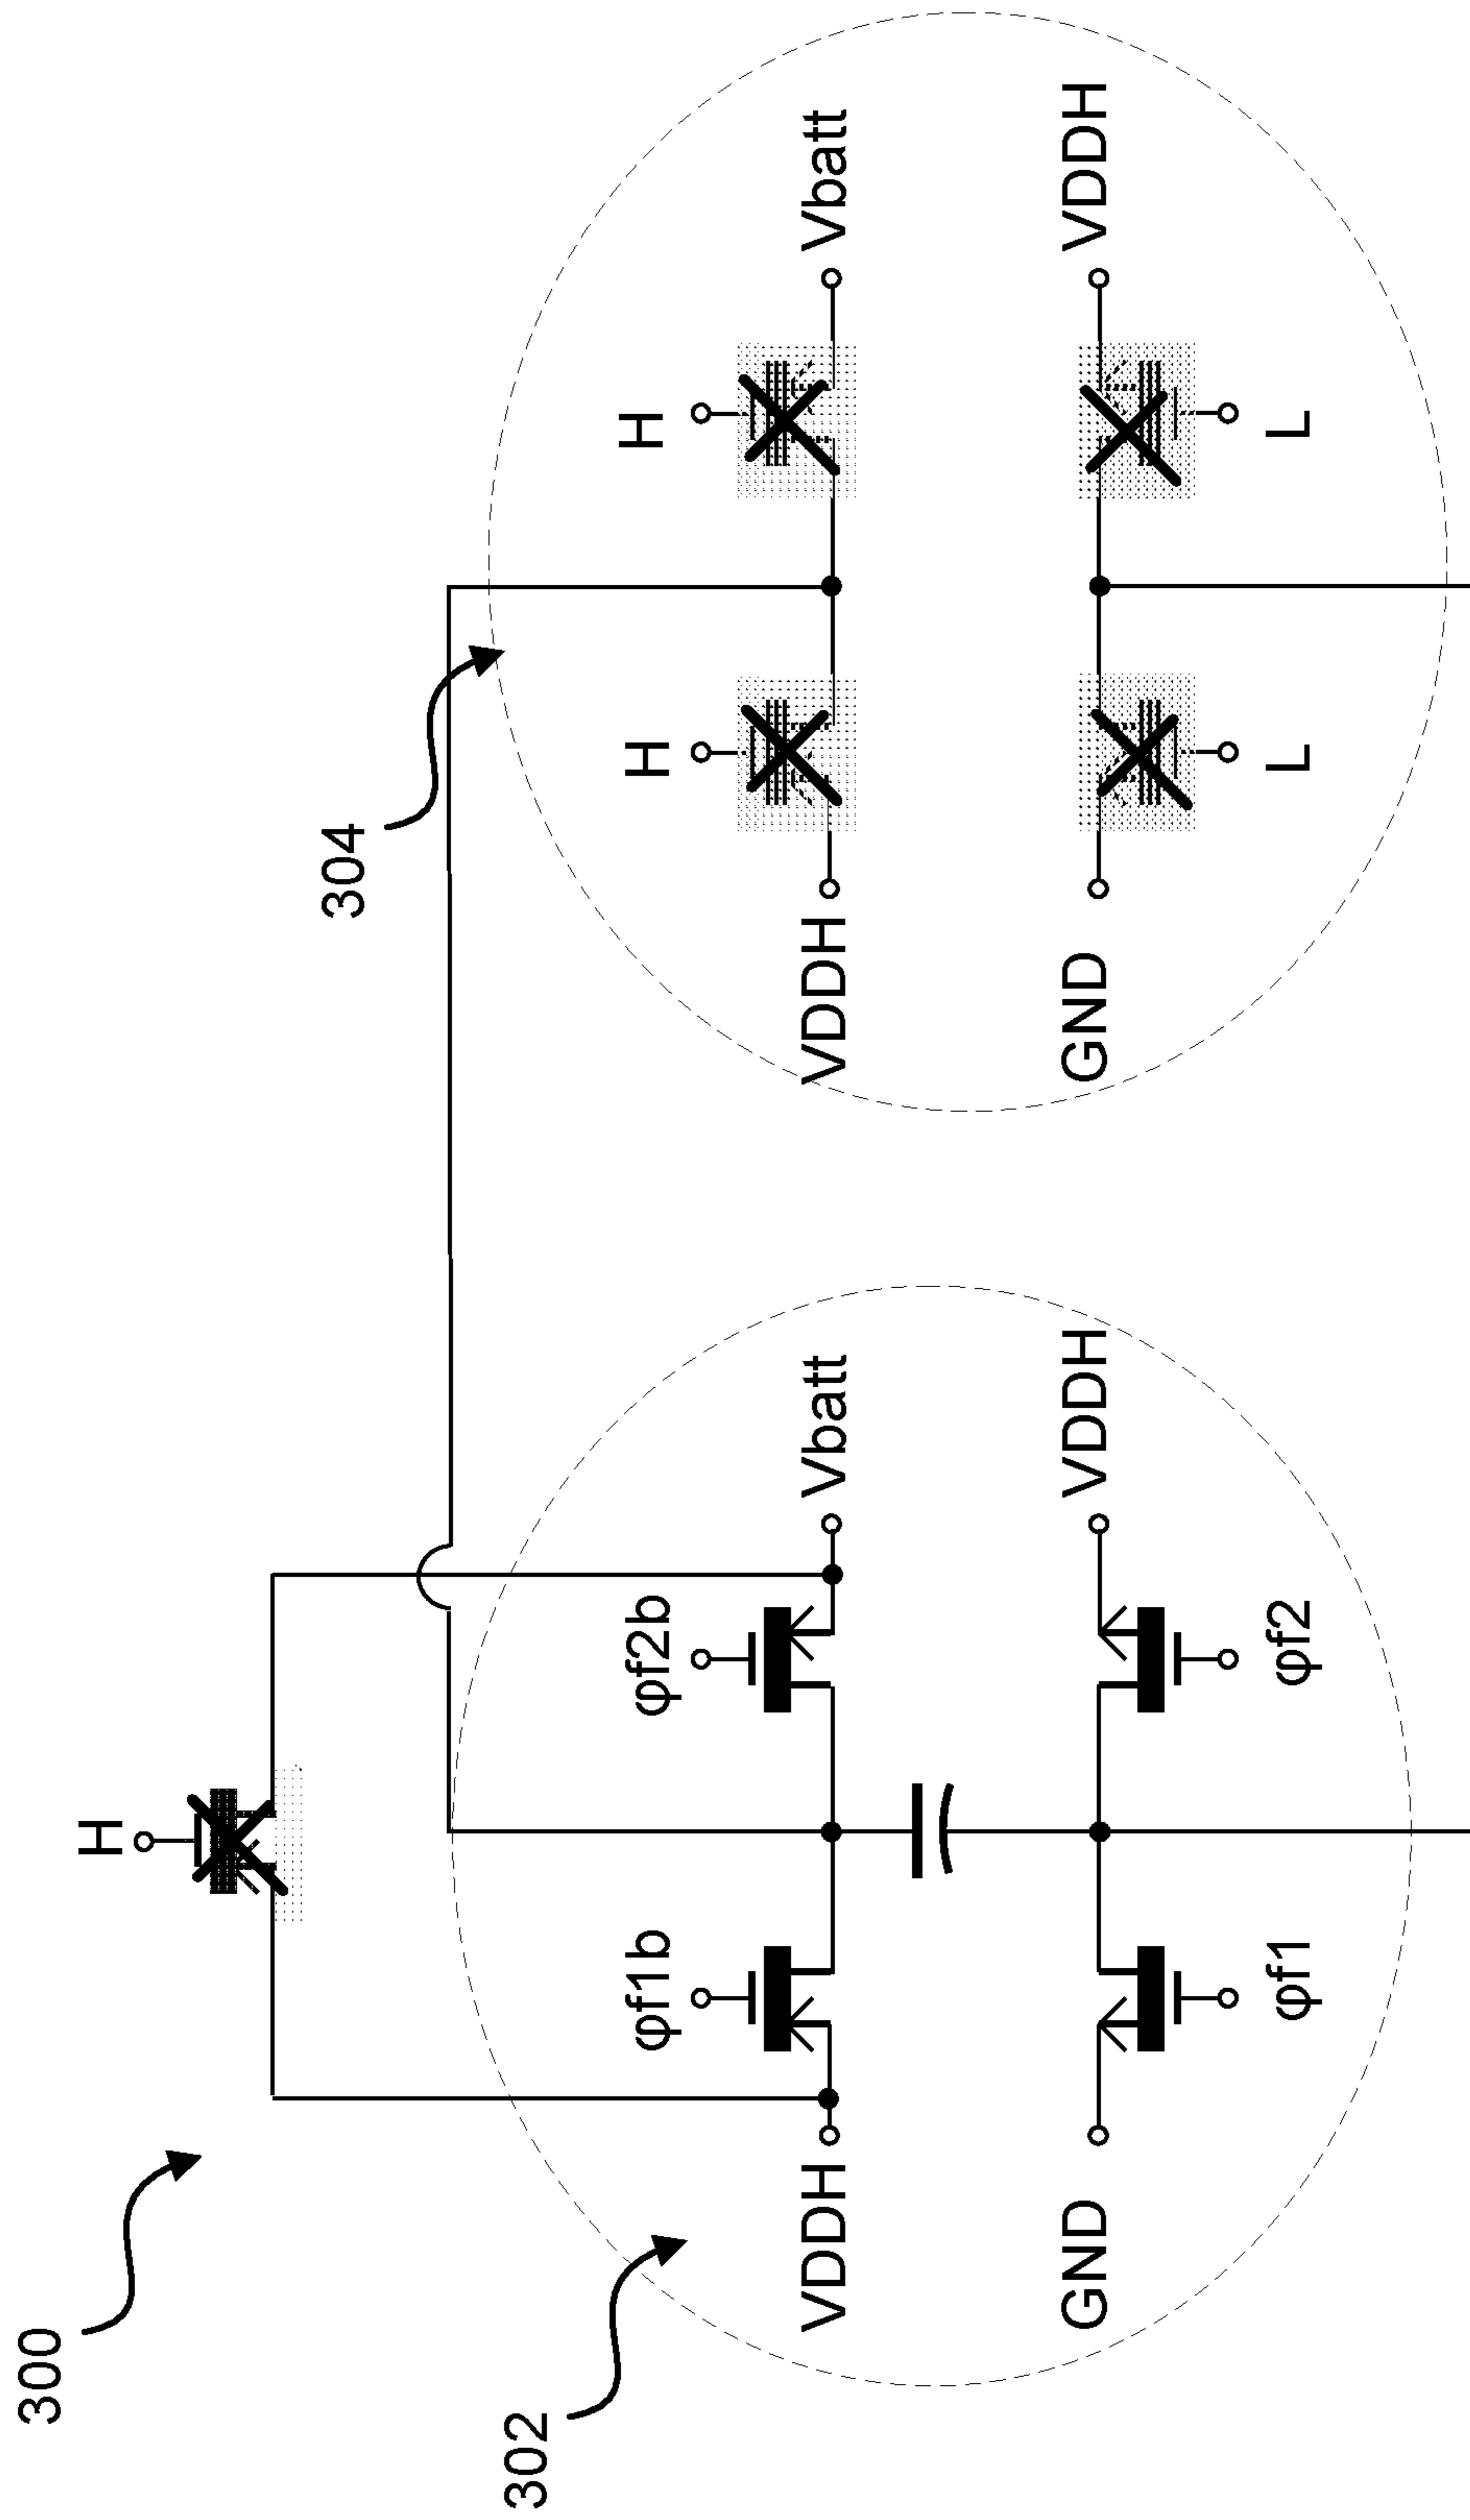 300
H
302
304
φf1b
φf2b
H
H
VDDH
Vbatt
VDDH
Vbatt
GND
VDDH
GND
VDDH
φf1
φf2
L
L